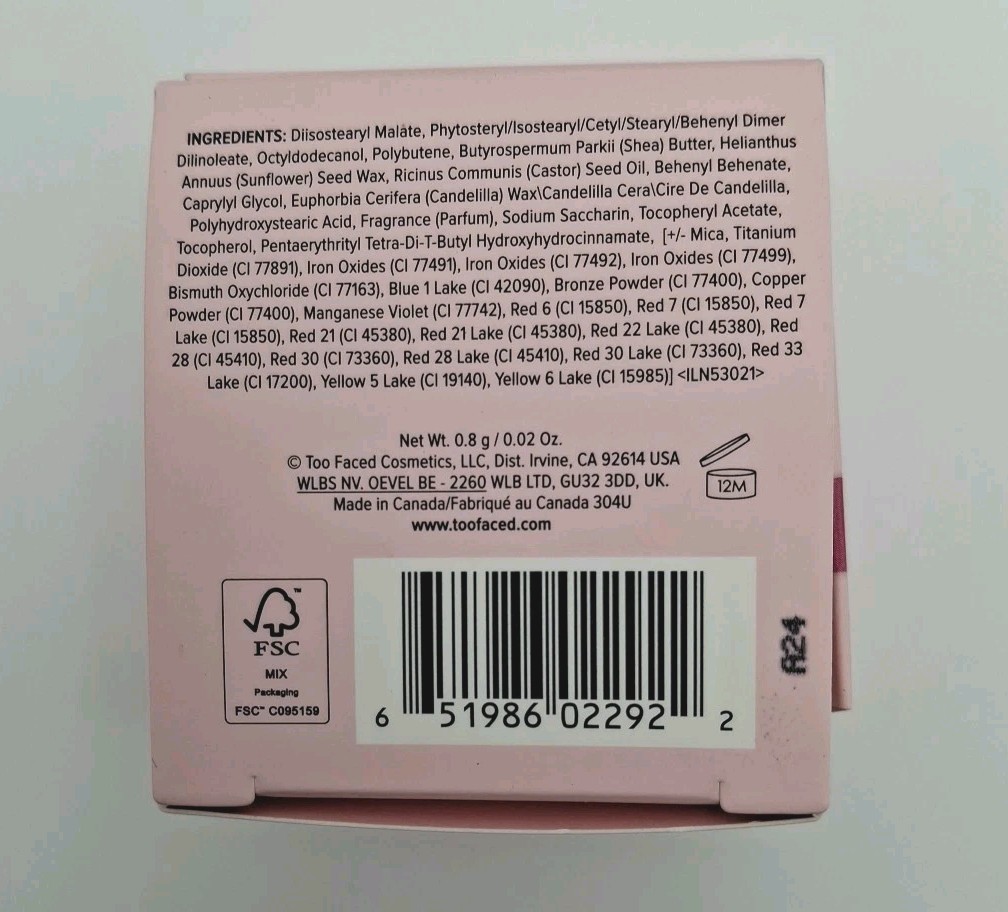 INGREDIENTS: Diisostearyl Malate, Phytosteryl/Isostearyl/Cetyl/Stearyl/Behenyl Dimer
Dilinoleate, Octyldodecanol, Polybutene, Butyrospermum Parkii (Shea) Butter, Helianthus
Annuus (Sunflower) Seed Wax, Ricinus Communis (Castor) Seed Oil, Behenyl Behenate,
Caprylyl Glycol, Euphorbia Cerifera (Candelilla) Wax\Candelilla Cera\Cire De Candelilla,
Polyhydroxystearic Acid, Fragrance (Parfum), Sodium Saccharin, Tocopheryl Acetate,
Tocopherol, Pentaerythrityl Tetra-Di-T-Butyl Hydroxyhydrocinnamate, [+/- Mica, Titanium
Dioxide (CI 77891), Iron Oxides (CI 77491), Iron Oxides (CI 77492), Iron Oxides (CI 77499),
Bismuth Oxychloride (CI 77163), Blue 1 Lake (CI 42090), Bronze Powder (CI 77400), Copper
Powder (CI 77400), Manganese Violet (CI 77742), Red 6 (CI 15850), Red 7 (CI 15850), Red 7
Lake (CI 15850), Red 21 (CI 45380), Red 21 Lake (CI 45380), Red 22 Lake (CI 45380), Red
28 (CI 45410), Red 30 (CI 73360), Red 28 Lake (CI 45410), Red 30 Lake (CI 73360), Red 33
Lake (CI 17200), Yellow 5 Lake (CI 19140), Yellow 6 Lake (CI 15985)] <ILN53021>
Net Wt. 0.8 g / 0.02 Oz.
© Too Faced Cosmetics, LLC, Dist. Irvine, CA 92614 USA
WLBS NV. OEVEL BE - 2260 WLB LTD, GU32 3DD, UK.
Made in Canada/Fabriqué au Canada 304U
www.toofaced.com
12M
FSC™
MIX
Packaging
FSC™ C095159
6 51986 02292 2
A24